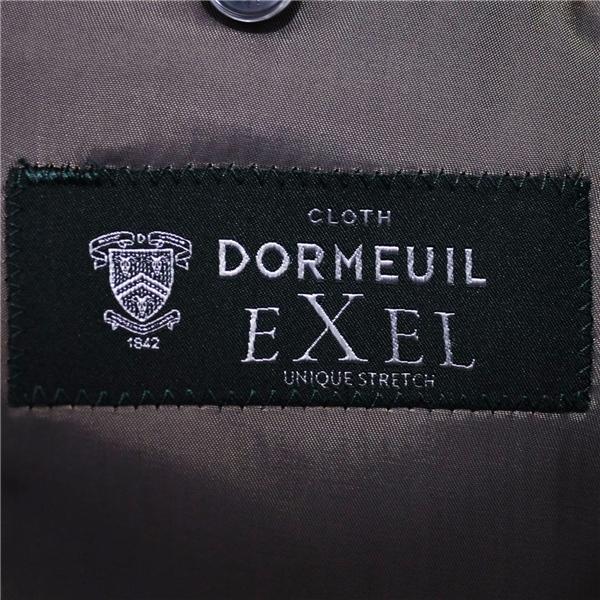 CLOTH
DORMEUIL
EXEL
UNIQUE STRETCH
D
1842